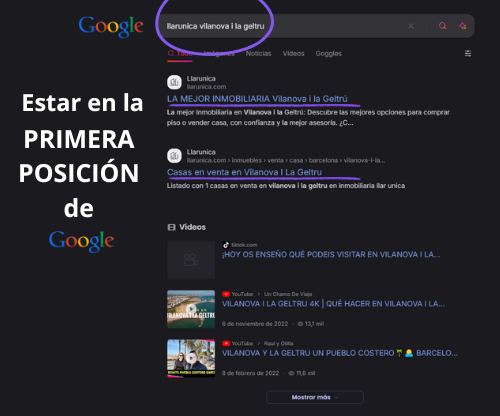 Google
llarunica vilanova i la geltru
Todo
Imágenes
Noticias
Videos
Goggles
Llarunica
llarunica.com
LA MEJOR INMOBILIARIA Vilanova i la Geltrú
La mejor Inmobiliaria en Vilanova i la Geltrú: Descubre las mejores opciones para comprar
piso o vender casa, con confianza y la mejor asesoría. ¿C...
Llarunica
llarunica.com › inmuebles › venta › casa › barcelona › vilanova-i-la...
Casas en venta en Vilanova I La Geltru
Listado con 1 casas en venta en vilanova i la geltru en inmobiliaria llar unica
Estar en la
PRIMERA
POSICIÓN
de
Google
Videos
tiktok.com
¡HOY OS ENSEÑO QUÉ PODEIS VISITAR EN VILANOVA I LA...
YouTube › Un Chamo De Viaje
VILANOVA I LA GELTRU 4K | QUÉ HACER EN VILANOVA I LA...
6 de noviembre de 2022 13,1 mil
YouTube › Raul y Otilia
VILANOVA Y LA GELTRU UN PUEBLO COSTERO🌴🏖️ BARCELO...
3 de febrero de 2022 11,8 mil
Mostrar más